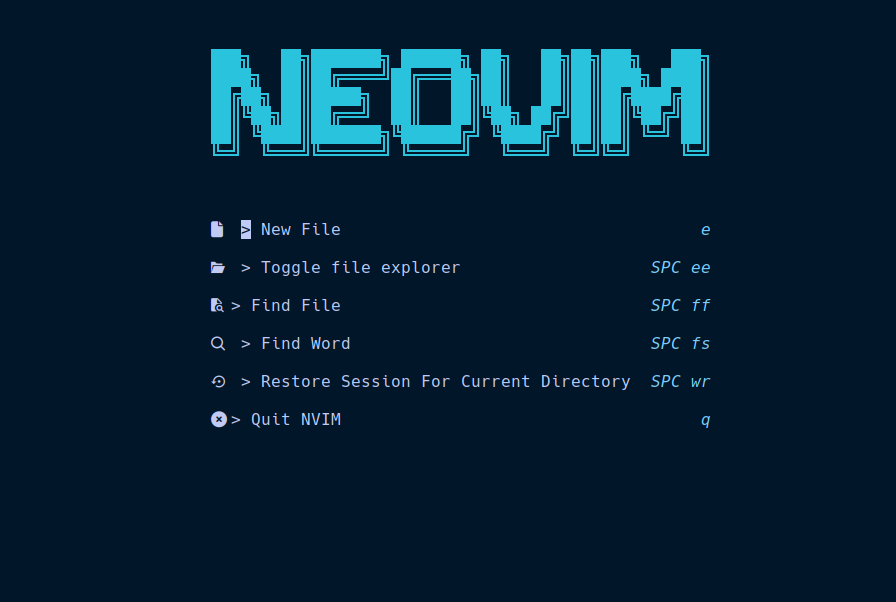 NEOVIM
> New File e
> Toggle file explorer SPC ee
> Find File SPC ff
> Find Word SPC fs
> Restore Session For Current Directory SPC wr
> Quit NVIM q